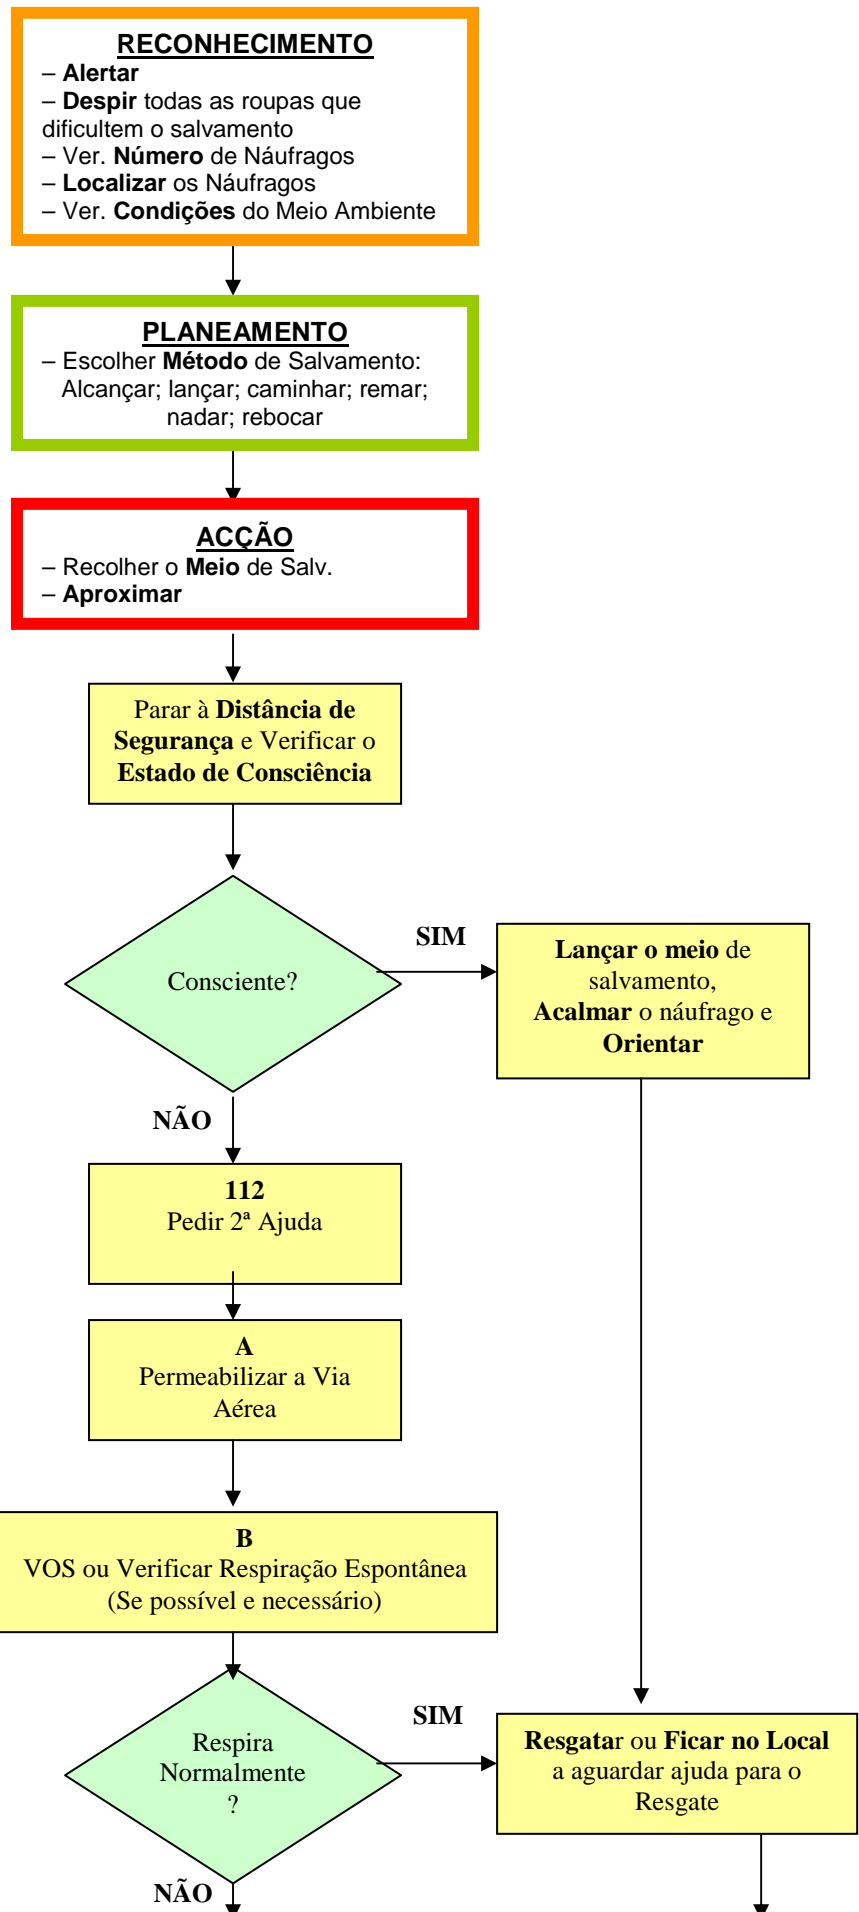 RECONHECIMENTO
– Alertar
– Despir todas as roupas que
dificultem o salvamento
– Ver. Número de Náufragos
– Localizar os Náufragos
– Ver. Condições do Meio Ambiente
PLANEAMENTO
– Escolher Método de Salvamento:
Alcançar; lançar; caminhar; remar;
nadar; rebocar
ACÇÃO
– Recolher o Meio de Salv.
– Aproximar
Parar à Distância de
Segurança e Verificar o
Estado de Consciência
Consciente?
SIM
Lançar o meio de
salvamento,
Acalmar o náufrago e
Orientar
NÃO
112
Pedir 2ª Ajuda
A
Permeabilizar a Via
Aérea
B
VOS ou Verificar Respiração Espontânea
(Se possível e necessário)
Respira
Normalmente
?
SIM
Resgatar ou Ficar no Local
a aguardar ajuda para o
Resgate
NÃO